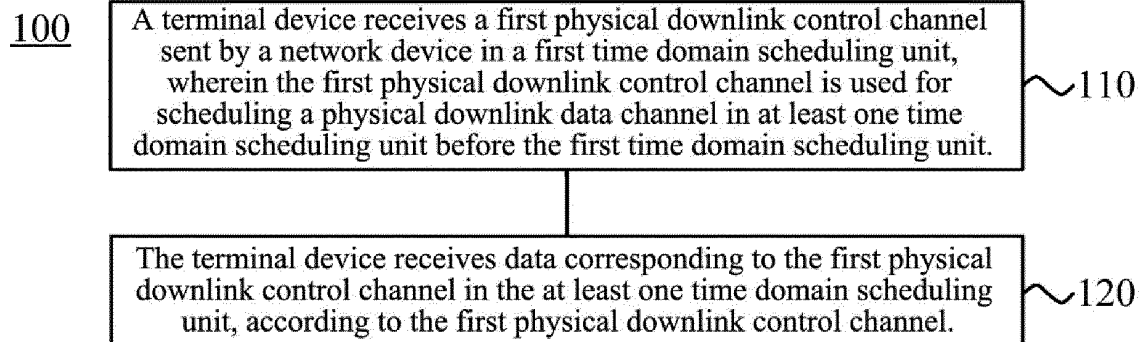 100
A terminal device receives a first physical downlink control channel
sent by a network device in a first time domain scheduling unit,
wherein the first physical downlink control channel is used for
scheduling a physical downlink data channel in at least one time
domain scheduling unit before the first time domain scheduling unit.
110
The terminal device receives data corresponding to the first physical
downlink control channel in the at least one time domain scheduling
unit, according to the first physical downlink control channel.
120